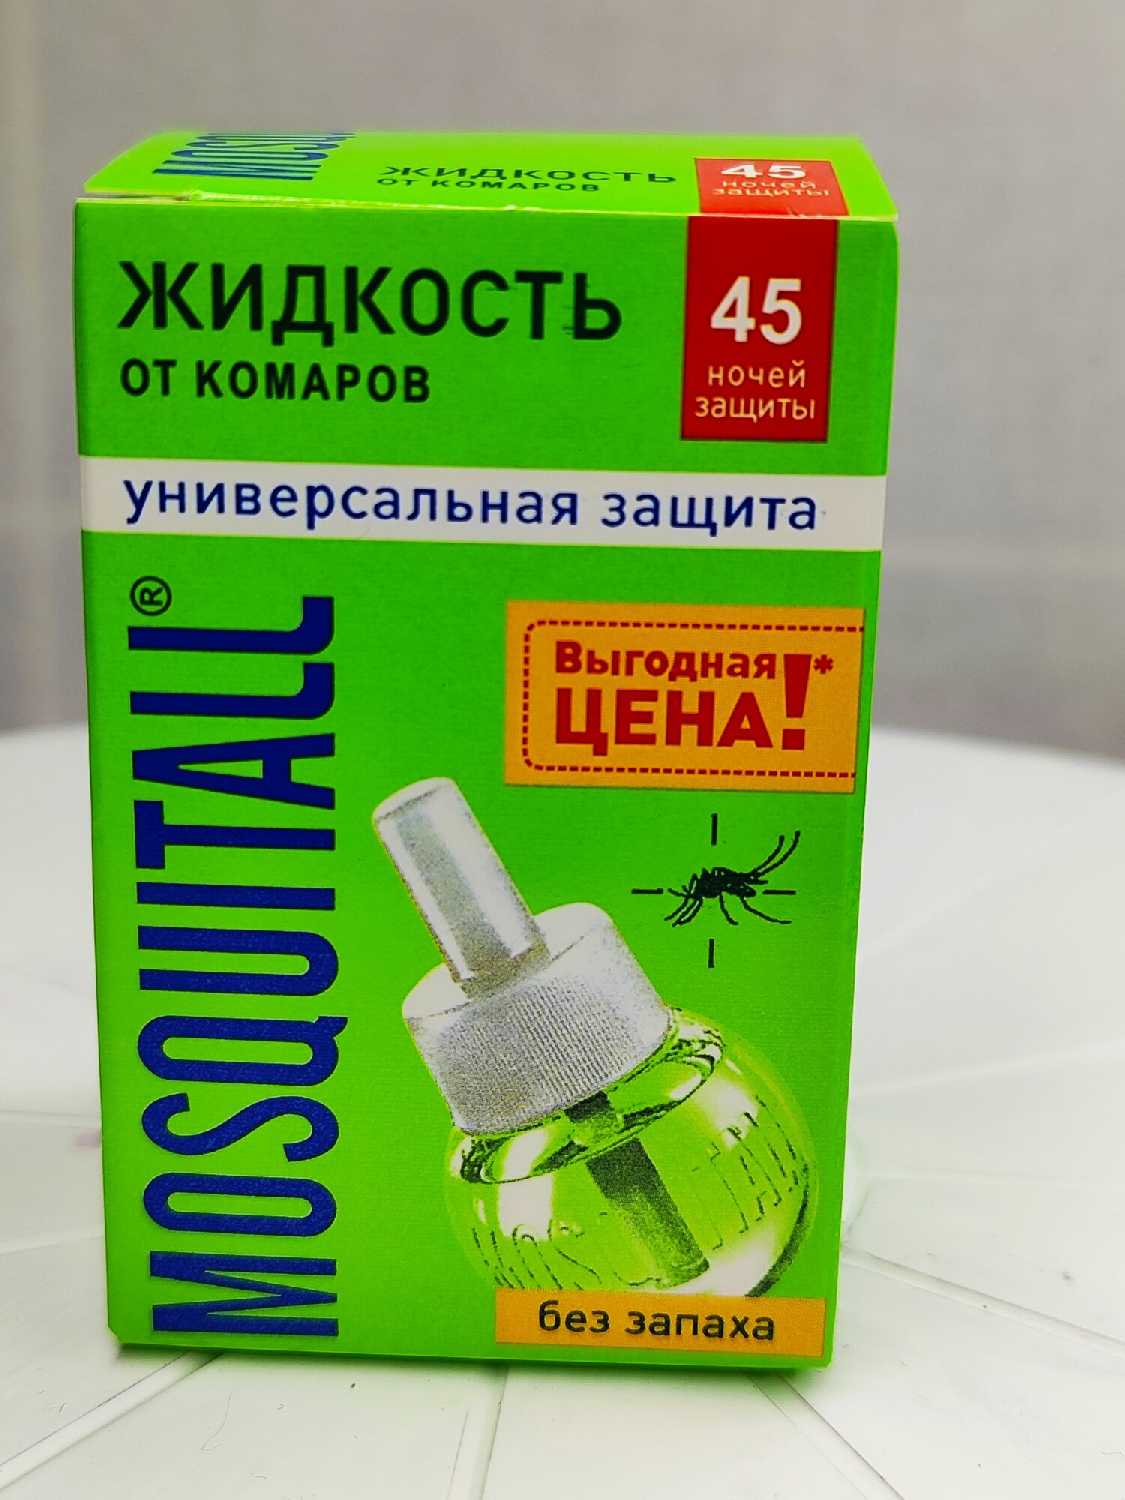 MOSQU
ЖИДКОСТЬ
ОТ КОМАРОВ
45
ночей
защиты
ЖИДКОСТЬ
ОТ КОМАРОВ
45
ночей
защиты
универсальная защита
MOSQUITALL®
Выгодная
ЦЕНА!*
без запаха